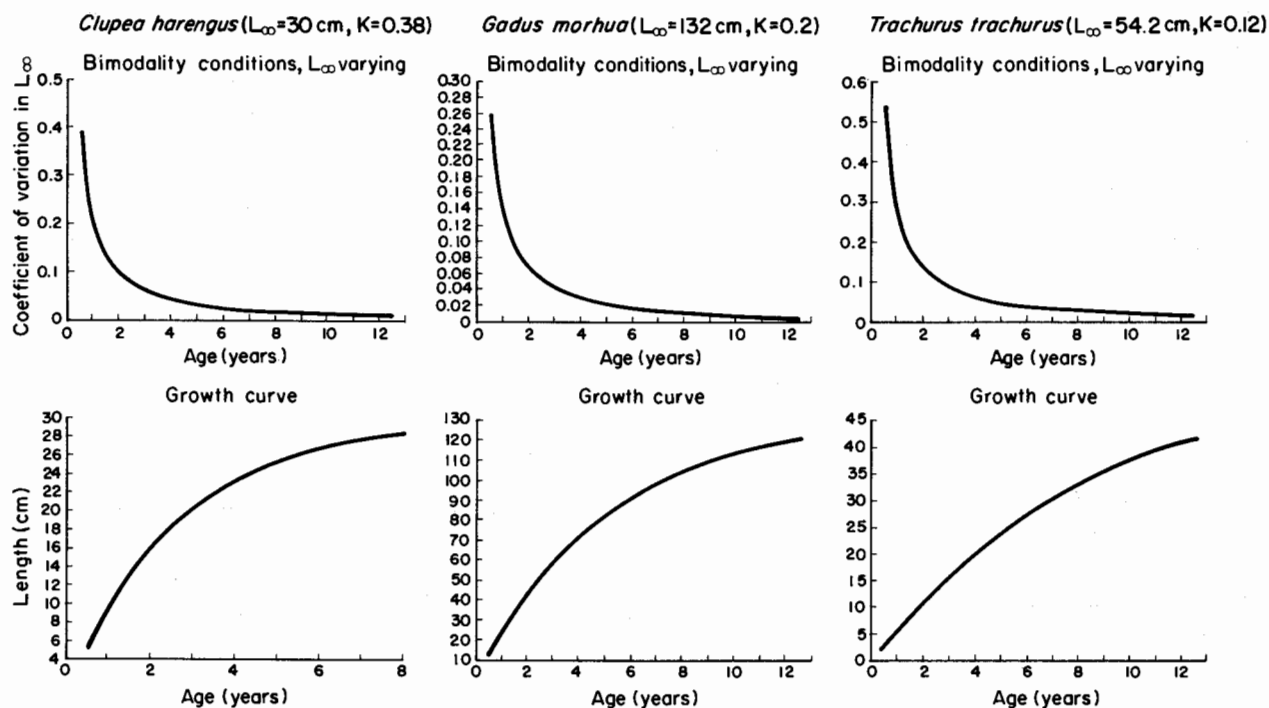 Clupea harengus (L∞=30 cm, K=0.38)
Gadus morhua (L∞=132 cm, K=0.2)
Trachurus trachurus (L∞=54.2 cm, K=0.12)
Bimodality conditions, L∞ varying
Coefficient of variation in L∞
0.5
0.4
0.3
0.2
0.1
0
0 2 4 6 8 10 12
Age (years)
Bimodality conditions, L∞ varying
0.30
0.28
0.26
0.24
0.22
0.20
0.18
0.16
0.14
0.12
0.10
0.08
0.06
0.04
0.02
0
0 2 4 6 8 10 12
Age (years)
Bimodality conditions, L∞ varying
0.6
0.5
0.4
0.3
0.2
0.1
0
0 2 4 6 8 10 12
Age (years)
Growth curve
Length (cm)
30
28
26
24
22
20
18
16
14
12
10
8
6
4
0 2 4 6 8
Age (years)
Growth curve
130
120
110
100
90
80
70
60
50
40
30
20
10
0 2 4 6 8 10 12
Age (years)
Growth curve
45
40
35
30
25
20
15
10
5
0
0 2 4 6 8 10 12
Age (years)